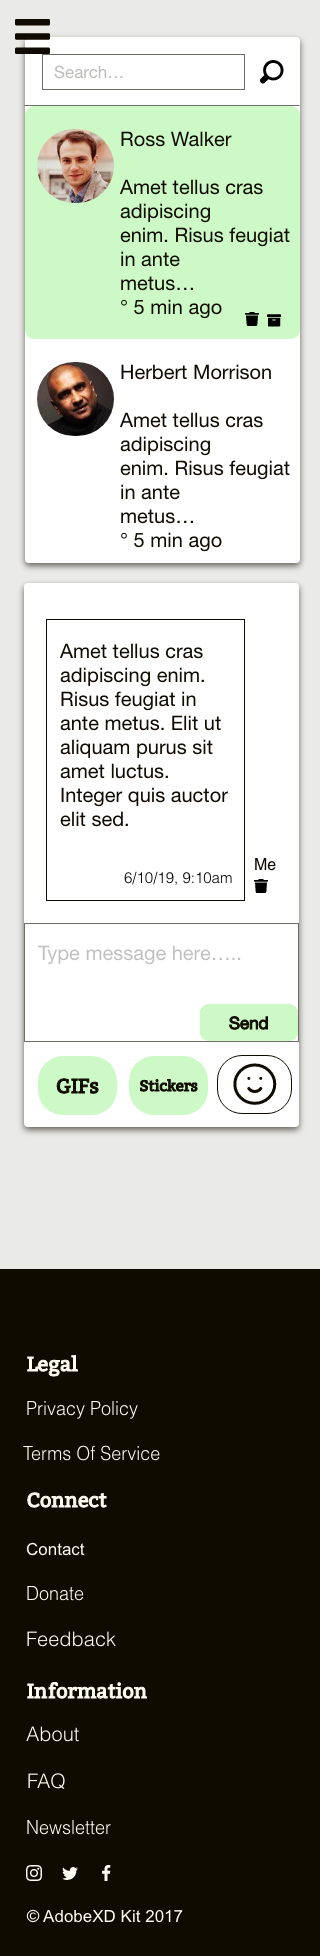 Search…
Ross Walker
Amet tellus cras
adipiscing
enim. Risus feugiat
in ante
metus…
° 5 min ago
Herbert Morrison
Amet tellus cras
adipiscing
enim. Risus feugiat
in ante
metus…
° 5 min ago
Amet tellus cras
adipiscing enim.
Risus feugiat in
ante metus. Elit ut
aliquam purus sit
amet luctus.
Integer quis auctor
elit sed.
6/10/19, 9:10am
Me
Type message here.....
Send
GIFs
Stickers
Legal
Privacy Policy
Terms Of Service
Connect
Contact
Donate
Feedback
Information
About
FAQ
Newsletter
© AdobeXD Kit 2017